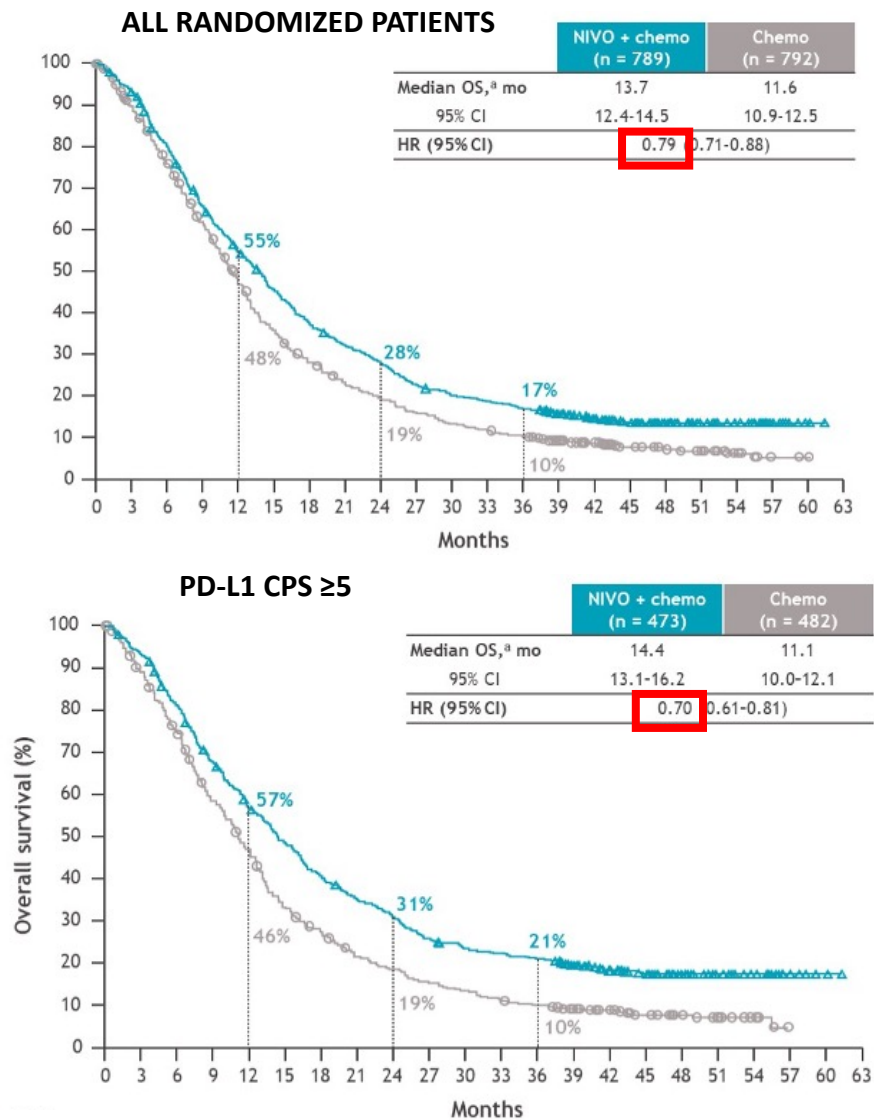 ALL RANDOMIZED PATIENTS
NIVO + chemo Chemo
(n = 789) (n = 792)
Median OS,ᵃ mo 13.7 11.6
95% CI 12.4-14.5 10.9-12.5
HR (95% CI) 0.79 (0.71-0.88)
100
90
80
70
60
50
40
30
20
10
0
55%
48%
28%
19%
17%
10%
0 3 6 9 12 15 18 21 24 27 30 33 36 39 42 45 48 51 54 57 60 63
Months
PD-L1 CPS ≥5
NIVO + chemo Chemo
(n = 473) (n = 482)
Median OS,ᵃ mo 14.4 11.1
95% CI 13.1-16.2 10.0-12.1
HR (95% CI) 0.70 0.61-0.81)
Overall survival (%)
100
90
80
70
60
50
40
30
20
10
0
57%
46%
31%
19%
21%
10%
0 3 6 9 12 15 18 21 24 27 30 33 36 39 42 45 48 51 54 57 60 63
Months